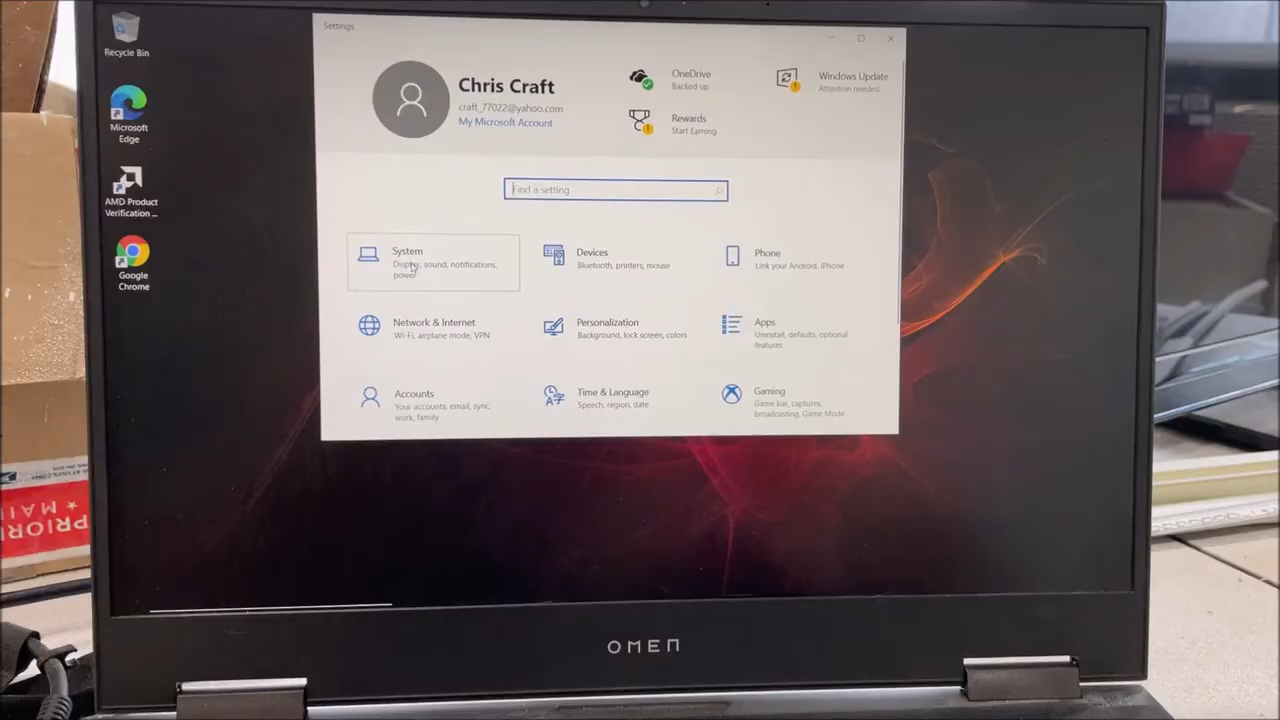 Recycle Bin
Microsoft
Edge
AMD Product
Verification ...
Google
Chrome
Settings
Chris Craft
craft_77022@yahoo.com
My Microsoft Account
OneDrive
Backed up
Rewards
Start Earning
Windows Update
Attention needed
Find a setting
System
Display, sound, notifications,
power
Devices
Bluetooth, printers, mouse
Phone
Link your Android, iPhone
Network & Internet
Wi-Fi, airplane mode, VPN
Personalization
Background, lock screen, colors
Apps
Uninstall, defaults, optional
features
Accounts
Your accounts, email, sync,
work, family
Time & Language
Speech, region, date
Gaming
Game bar, captures,
broadcasting, Game Mode
OMEN
PRIOR
MAI